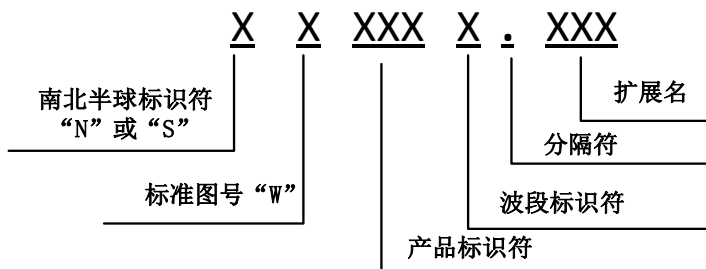 X X XXX X . XXX
南北半球标识符
“N”或“S”
扩展名
分隔符
标准图号“W”
波段标识符
产品标识符